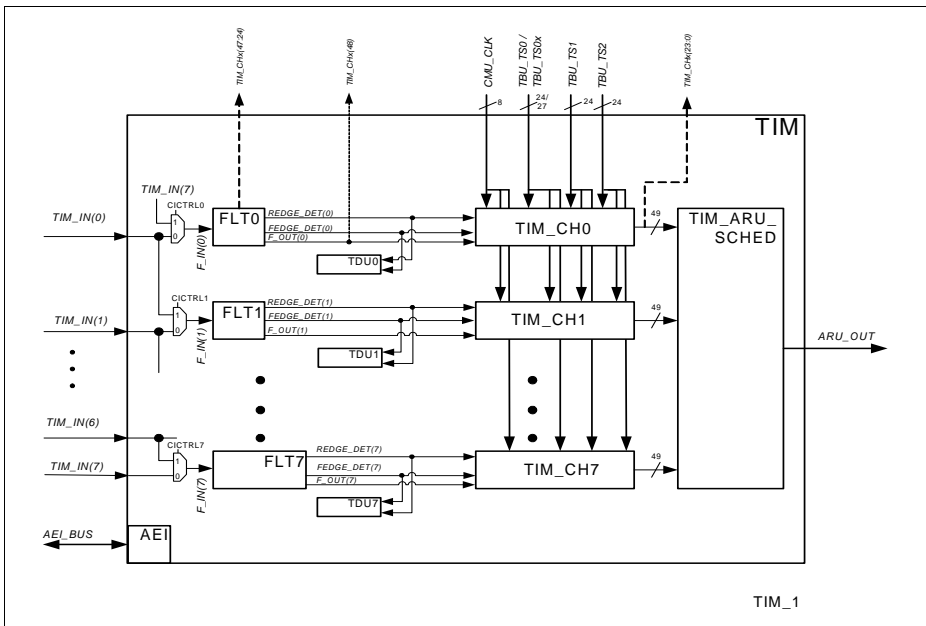 TIM_CHx(47:24)
TIM_CHx(48)
CMU_CLK
TBU_TS0 /
TBU_TS0x
TBU_TS1
TBU_TS2
TIM_CHx(23:0)
8
24/
27
24
24
TIM
TIM_IN(7)
CICTRL0
TIM_IN(0)
1
0
F_IN(0)
FLT0
REDGE_DET(0)
FEDGE_DET(0)
F_OUT(0)
TDU0
TIM_CH0
49
TIM_ARU_
SCHED
CICTRL1
TIM_IN(1)
1
0
F_IN(1)
FLT1
REDGE_DET(1)
FEDGE_DET(1)
F_OUT(1)
TDU1
TIM_CH1
49
ARU_OUT
TIM_IN(6)
CICTRL7
TIM_IN(7)
1
0
F_IN(7)
FLT7
REDGE_DET(7)
FEDGE_DET(7)
F_OUT(7)
TDU7
TIM_CH7
49
AEI_BUS
AEI
TIM_1